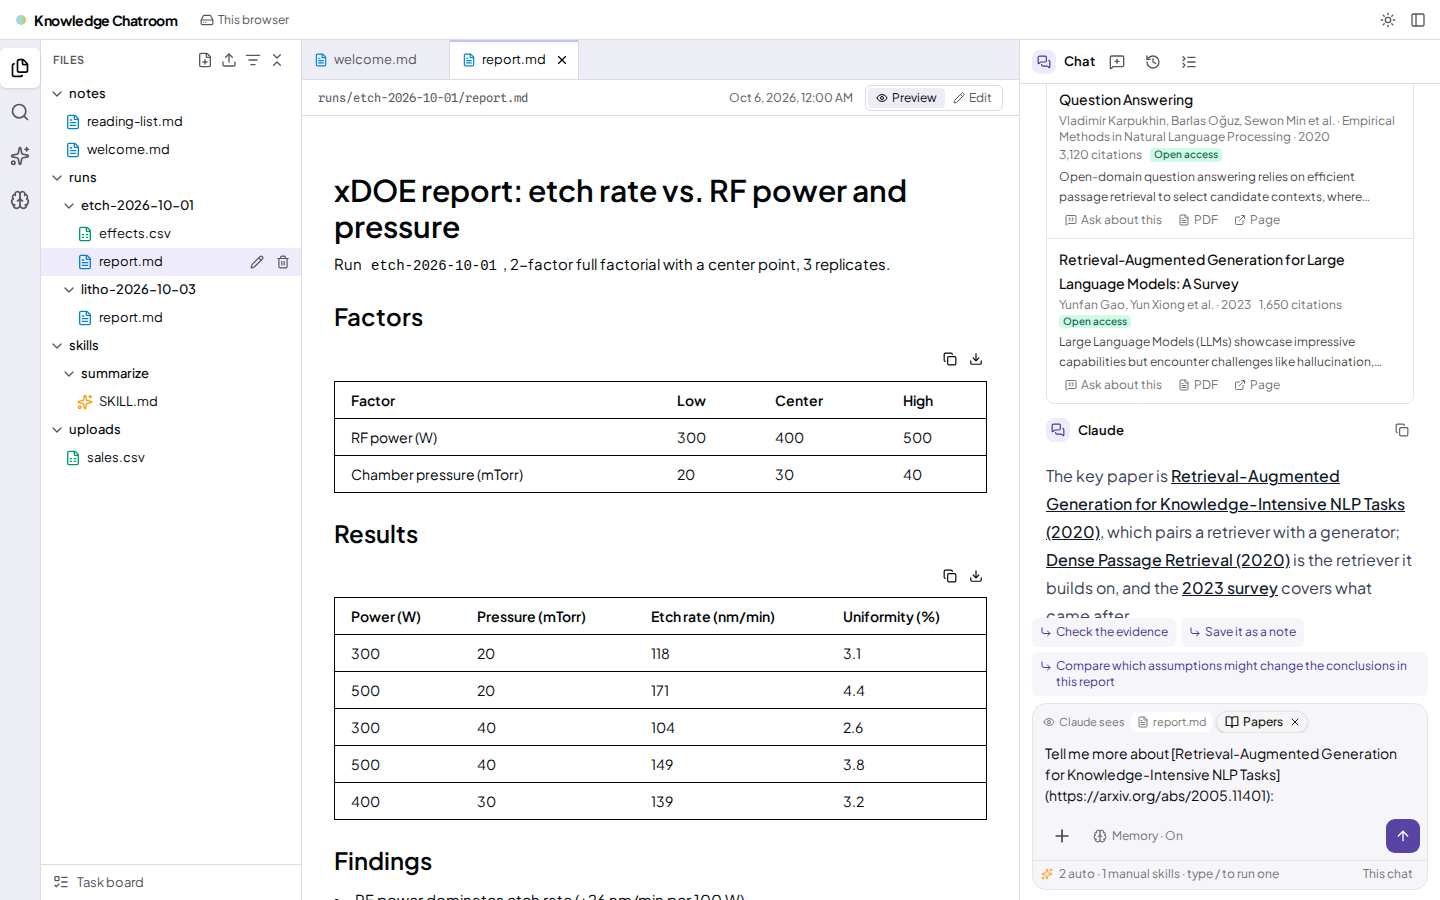 Knowledge Chatroom
This browser
FILES
notes
reading-list.md
welcome.md
runs
etch-2026-10-01
effects.csv
report.md
litho-2026-10-03
report.md
skills
summarize
SKILL.md
uploads
sales.csv
Task board
welcome.md
report.md
runs/etch-2026-10-01/report.md
Oct 6, 2026, 12:00 AM
Preview
Edit
xDOE report: etch rate vs. RF power and
pressure
Run etch-2026-10-01 , 2-factor full factorial with a center point, 3 replicates.
Factors
Factor Low Center High
RF power (W) 300 400 500
Chamber pressure (mTorr) 20 30 40
Results
Power (W) Pressure (mTorr) Etch rate (nm/min) Uniformity (%)
300 20 118 3.1
500 20 171 4.4
300 40 104 2.6
500 40 149 3.8
400 30 139 3.2
Findings
RF power dominates etch rate (+26 nm/min per 100 W)
Chat
Question Answering
Vladimir Karpukhin, Barlas Oğuz, Sewon Min et al. · Empirical
Methods in Natural Language Processing · 2020
3,120 citations Open access
Open-domain question answering relies on efficient
passage retrieval to select candidate contexts, where…
Ask about this PDF Page
Retrieval-Augmented Generation for Large
Language Models: A Survey
Yunfan Gao, Yun Xiong et al. · 2023 1,650 citations
Open access
Large Language Models (LLMs) showcase impressive
capabilities but encounter challenges like hallucination,…
Ask about this PDF Page
Claude
The key paper is Retrieval-Augmented
Generation for Knowledge-Intensive NLP Tasks
(2020), which pairs a retriever with a generator;
Dense Passage Retrieval (2020) is the retriever it
builds on, and the 2023 survey covers what
came after.
Check the evidence
Save it as a note
Compare which assumptions might change the conclusions in
this report
Claude sees report.md Papers
Tell me more about [Retrieval-Augmented Generation
for Knowledge-Intensive NLP Tasks]
(https://arxiv.org/abs/2005.11401):
Memory · On
2 auto · 1 manual skills · type / to run one
This chat